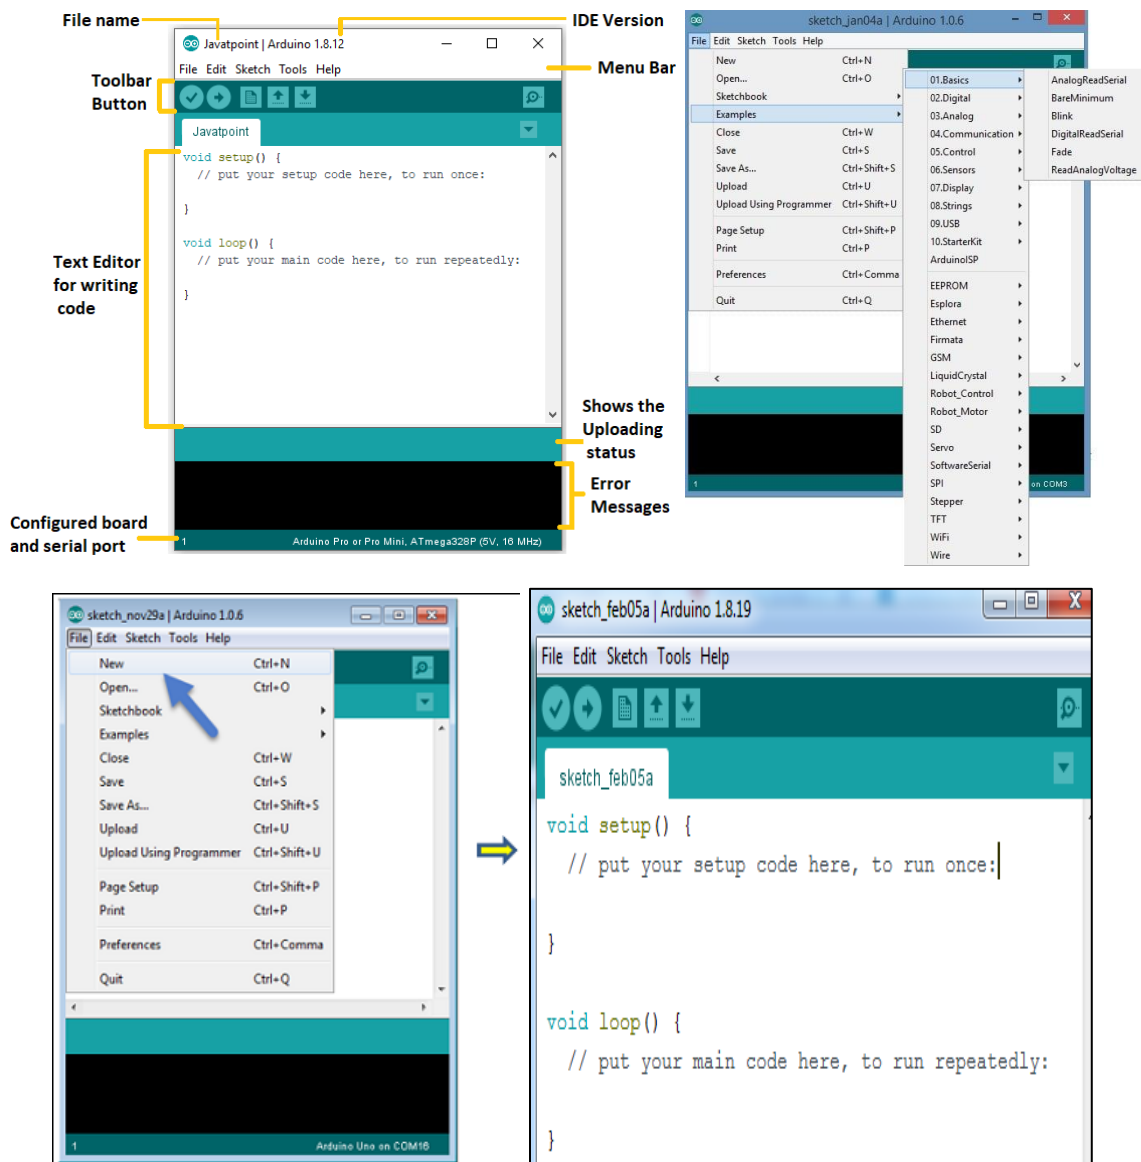 File name
IDE Version
Javatpoint | Arduino 1.8.12
File Edit Sketch Tools Help
Menu Bar
Toolbar
Button
Javatpoint
void setup() {
// put your setup code here, to run once:
}
void loop() {
// put your main code here, to run repeatedly:
}
Text Editor
for writing
code
Shows the
Uploading
status
Error
Messages
Configured board
and serial port
1 Arduino Pro or Pro Mini, ATmega328P (5V, 16 MHz)
sketch_jan04a | Arduino 1.0.6
File Edit Sketch Tools Help
New Ctrl+N
Open... Ctrl+O
Sketchbook
Examples
Close Ctrl+W
Save Ctrl+S
Save As... Ctrl+Shift+S
Upload Ctrl+U
Upload Using Programmer Ctrl+Shift+U
Page Setup Ctrl+Shift+P
Print Ctrl+P
Preferences Ctrl+Comma
Quit Ctrl+Q
01.Basics
02.Digital
03.Analog
04.Communication
05.Control
06.Sensors
07.Display
08.Strings
09.USB
10.StarterKit
ArduinoISP
EEPROM
Esplora
Ethernet
Firmata
GSM
LiquidCrystal
Robot_Control
Robot_Motor
SD
Servo
SoftwareSerial
SPI
Stepper
TFT
WiFi
Wire
AnalogReadSerial
BareMinimum
Blink
DigitalReadSerial
Fade
ReadAnalogVoltage
1 on COM3
sketch_nov29a | Arduino 1.0.6
File Edit Sketch Tools Help
New Ctrl+N
Open... Ctrl+O
Sketchbook
Examples
Close Ctrl+W
Save Ctrl+S
Save As... Ctrl+Shift+S
Upload Ctrl+U
Upload Using Programmer Ctrl+Shift+U
Page Setup Ctrl+Shift+P
Print Ctrl+P
Preferences Ctrl+Comma
Quit Ctrl+Q
1 Arduino Uno on COM16
sketch_feb05a | Arduino 1.8.19
File Edit Sketch Tools Help
sketch_feb05a
void setup() {
// put your setup code here, to run once:
}
void loop() {
// put your main code here, to run repeatedly:
}